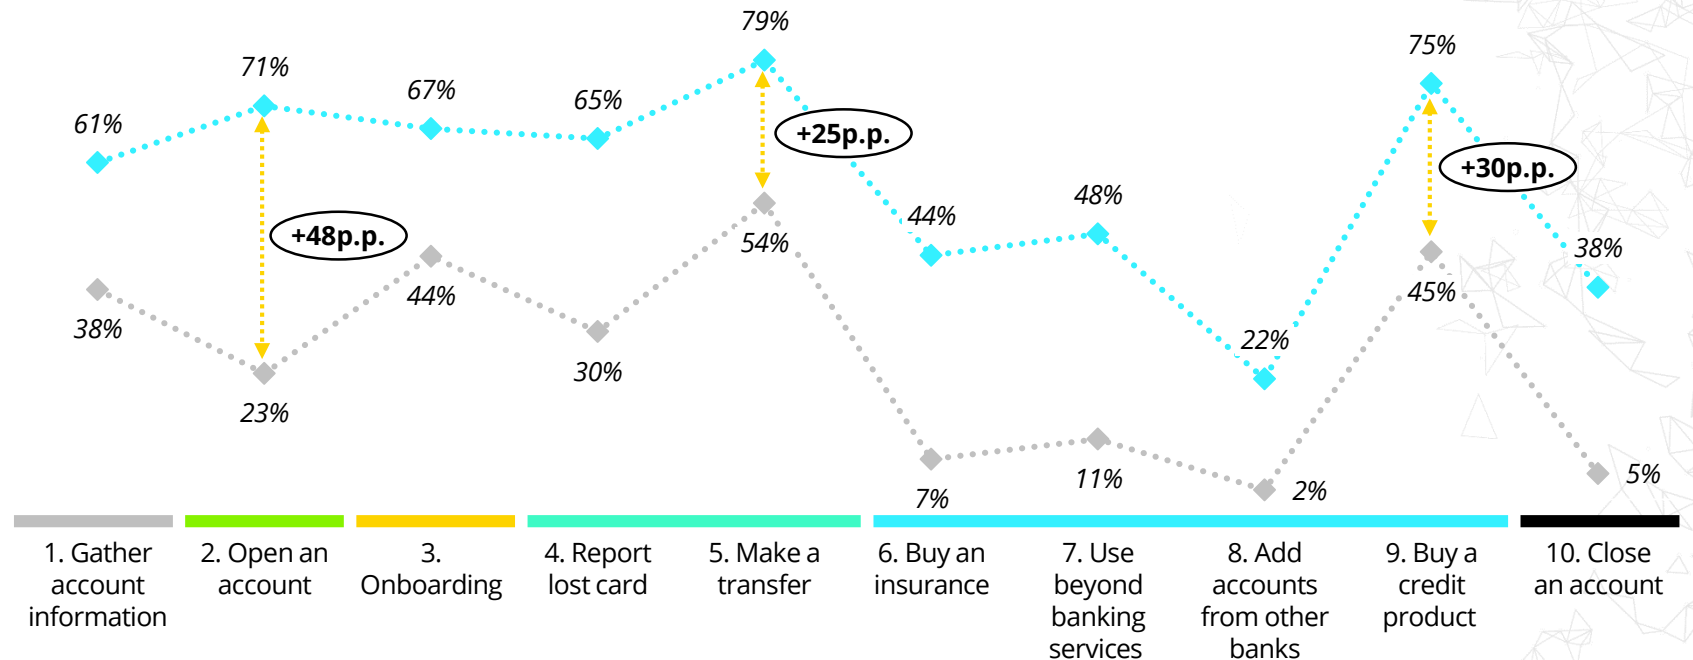 79%
75%
71%
67%
65%
61%
+25p.p.
+30p.p.
48%
44%
+48p.p.
54%
38%
44%
45%
38%
22%
30%
23%
11%
5%
2%
7%
1. Gather
account
information
2. Open an
account
3.
Onboarding
4. Report
lost card
5. Make a
transfer
6. Buy an
insurance
7. Use
beyond
banking
services
8. Add
accounts
from other
banks
9. Buy a
credit
product
10. Close
an account